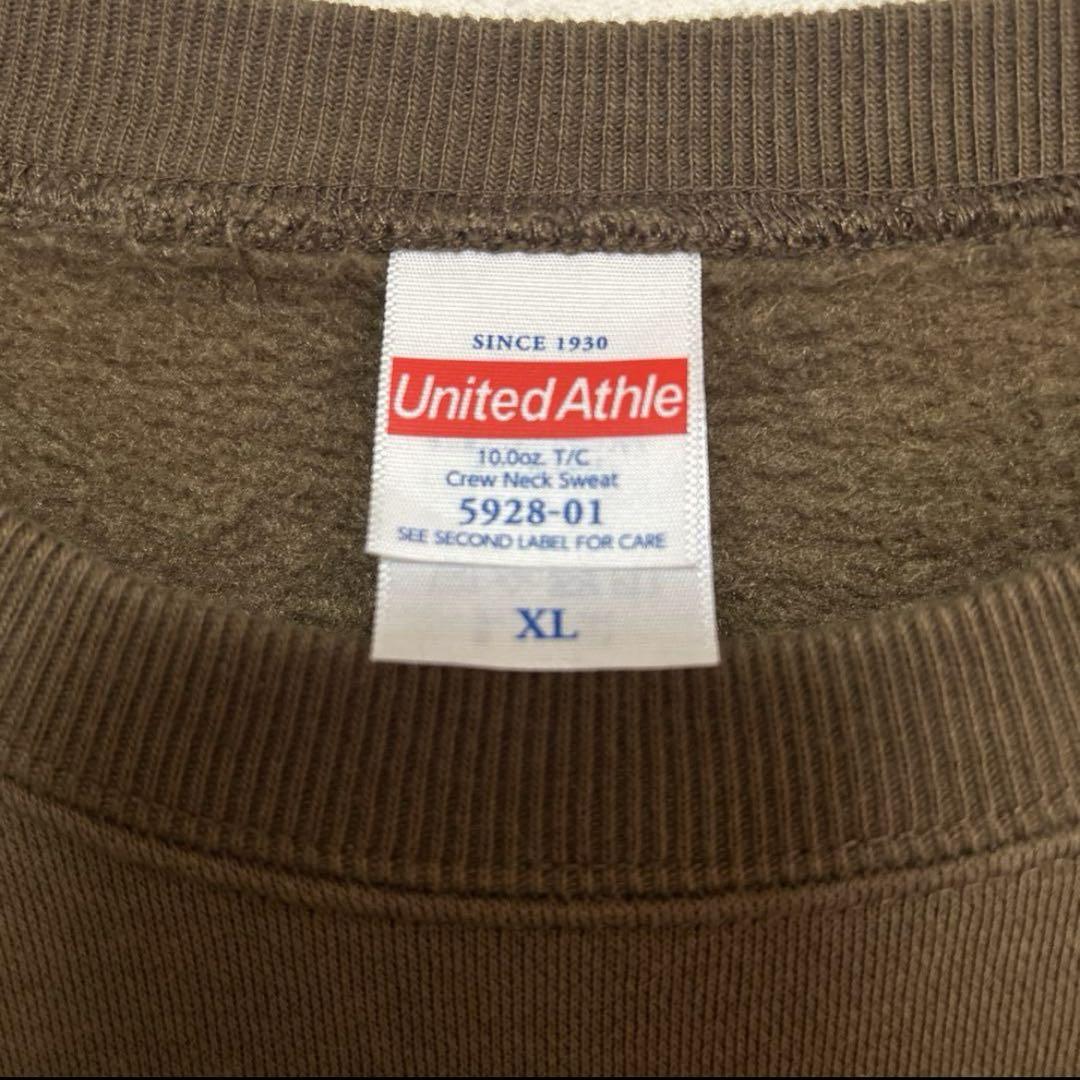 SINCE 1930
United Athle
10.0oz. T/C
Crew Neck Sweat
5928-01
SEE SECOND LABEL FOR CARE
XL